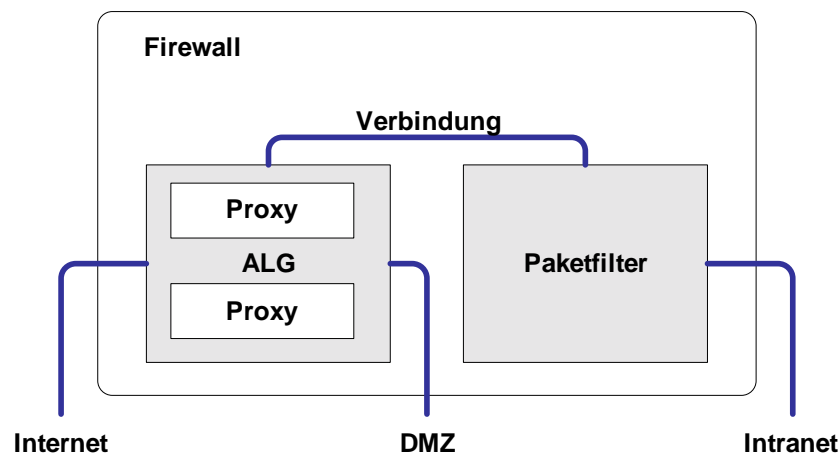 Firewall
Verbindung
Proxy
ALG
Paketfilter
Proxy
Internet
DMZ
Intranet